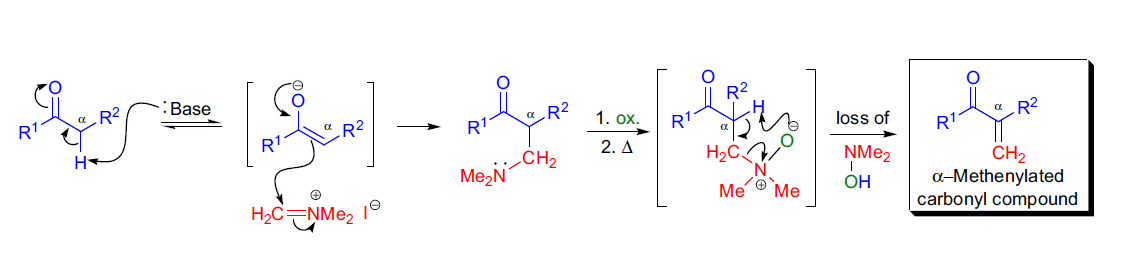 O
R1
α
R2
H
:Base
⊖
O
R1
α
R2
⊕
H2C=NMe2 I⊖
O
R1
α
R2
CH2
Me2N
1. ox.
2. Δ
O
R2
H
R1
α
⊖
O
H2C
N
Me ⊕ Me
loss of
NMe2
OH
O
R1
α
R2
CH2
α–Methenylated
carbonyl compound